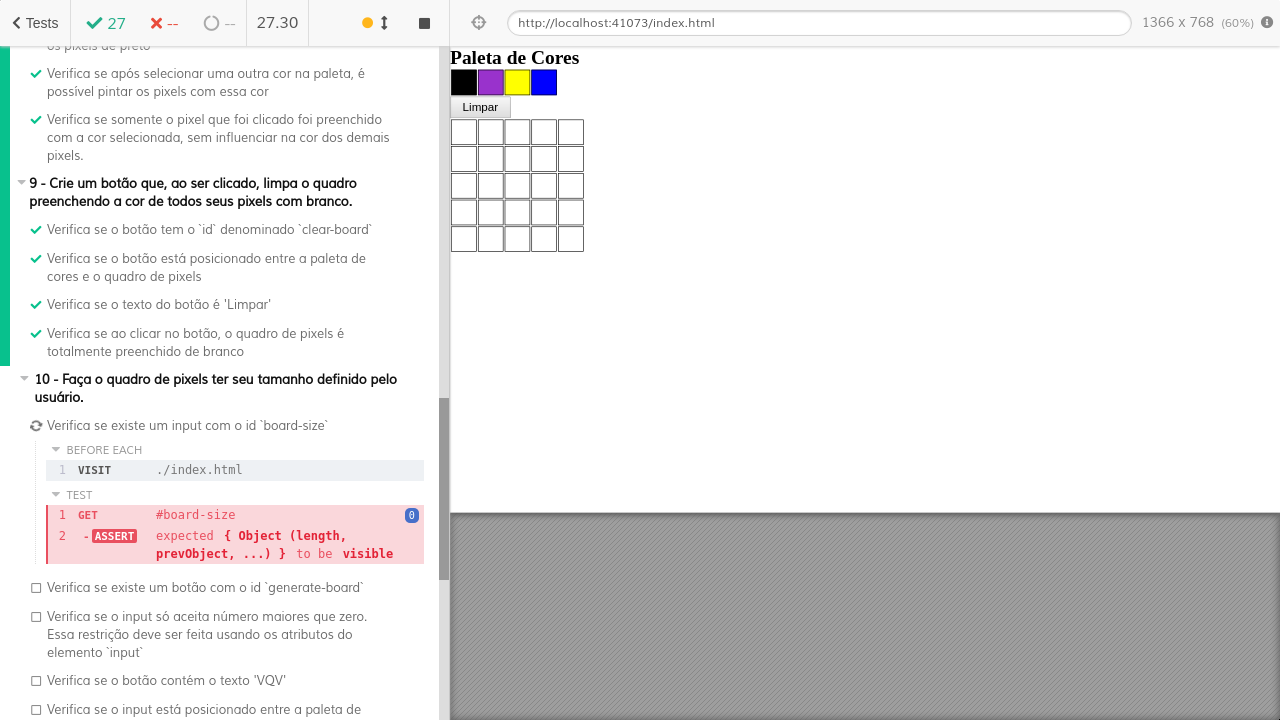 Tests
27
--
--
27.30
http://localhost:41073/index.html
1366 x 768 (60%)
os pixels de preto
Verifica se após selecionar uma outra cor na paleta, é
possível pintar os pixels com essa cor
Verifica se somente o pixel que foi clicado foi preenchido
com a cor selecionada, sem influenciar na cor dos demais
pixels.
9 - Crie um botão que, ao ser clicado, limpa o quadro
preenchendo a cor de todos seus pixels com branco.
Verifica se o botão tem o `id` denominado `clear-board`
Verifica se o botão está posicionado entre a paleta de
cores e o quadro de pixels
Verifica se o texto do botão é 'Limpar'
Verifica se ao clicar no botão, o quadro de pixels é
totalmente preenchido de branco
10 - Faça o quadro de pixels ter seu tamanho definido pelo
usuário.
Verifica se existe um input com o id `board-size`
BEFORE EACH
1 VISIT ./index.html
TEST
1 GET #board-size 0
2 -ASSERT expected { Object (length,
prevObject, ...) } to be visible
Verifica se existe um botão com o id `generate-board`
Verifica se o input só aceita número maiores que zero.
Essa restrição deve ser feita usando os atributos do
elemento `input`
Verifica se o botão contém o texto 'VQV'
Verifica se o input está posicionado entre a paleta de
Paleta de Cores
Limpar